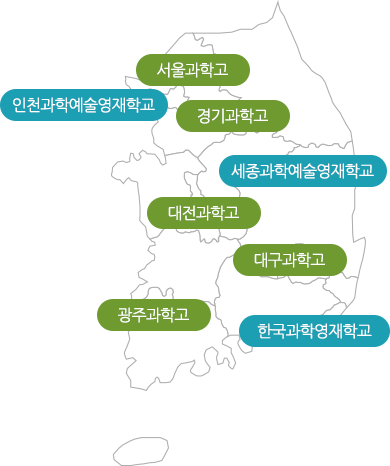 서울과학고
인천과학예술영재학교
경기과학고
세종과학예술영재학교
대전과학고
대구과학고
광주과학고
한국과학영재학교